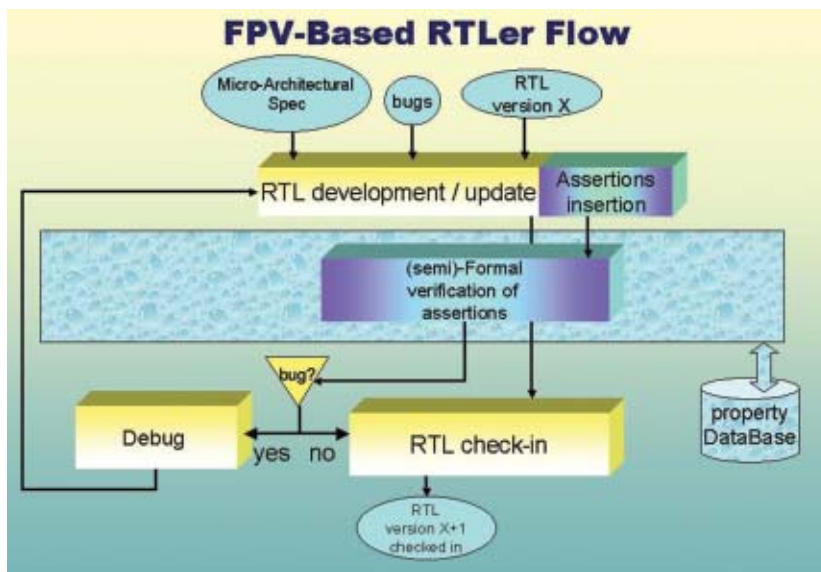 FPV-Based RTLer Flow
Micro-Architectural
Spec
bugs
RTL
version X
RTL development / update
Assertions
insertion
(semi)-Formal
verification of
assertions
bug?
property
DataBase
Debug
yes no
RTL check-in
RTL
version X+1
checked in